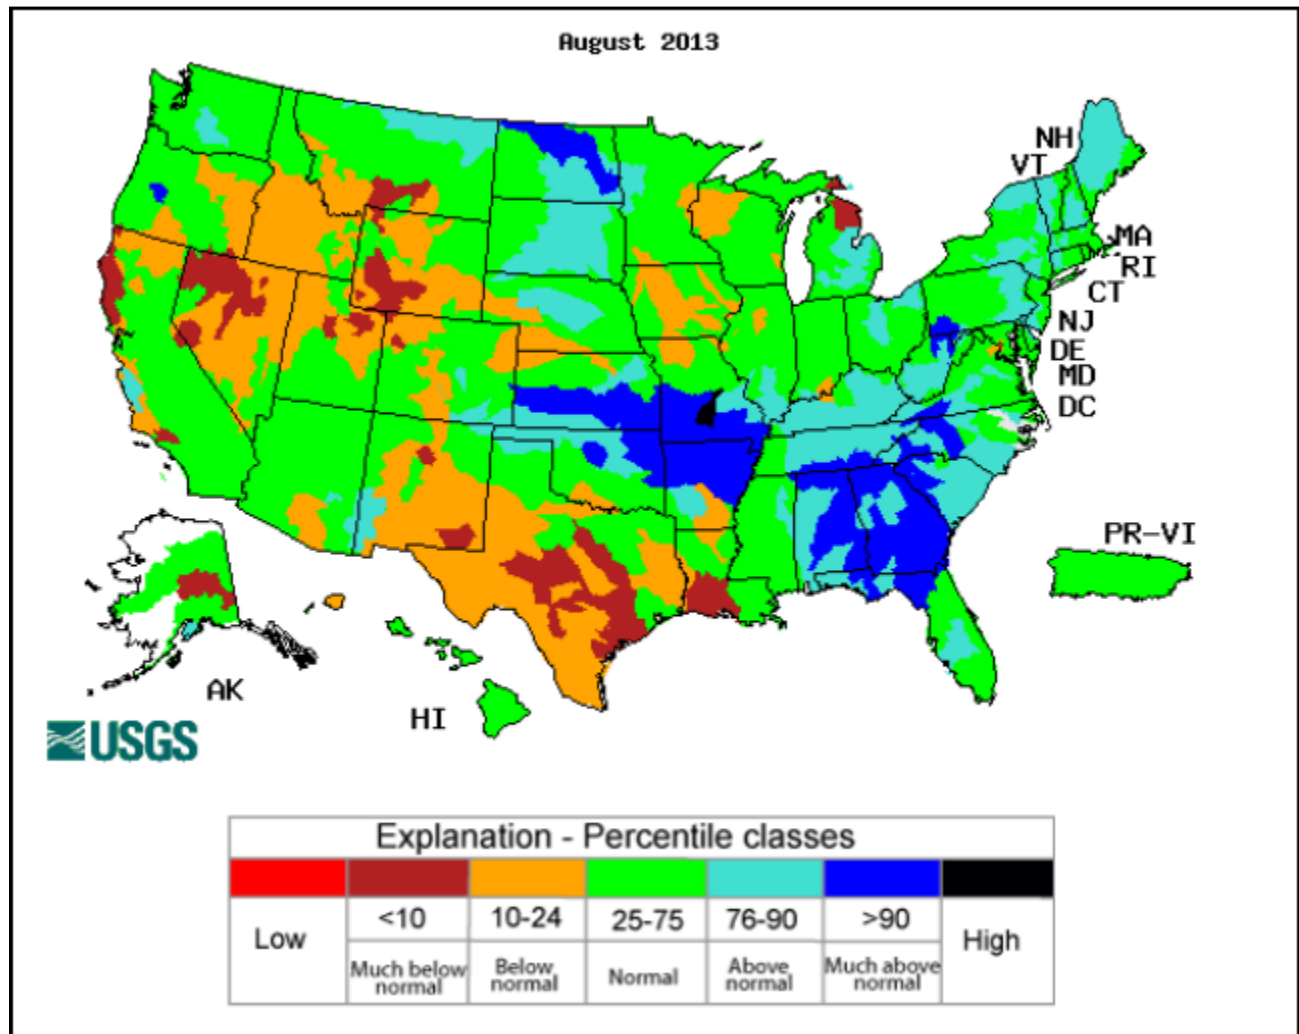 August 2013
NH
VT
MA
RI
CT
NJ
DE
MD
DC
PR-VI
AK
HI
USGS
Explanation - Percentile classes
<10 10-24 25-75 76-90 >90
Low High
Much below normal Below normal Normal Above normal Much above normal